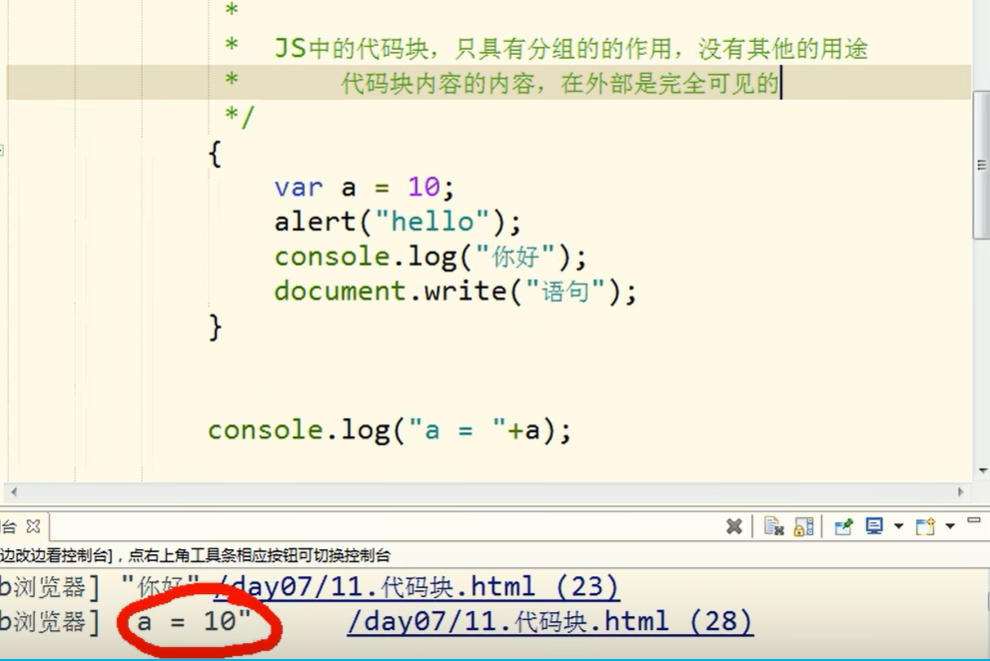 *
* JS中的代码块，只具有分组的的作用，没有其他的用途
* 代码块内容的内容，在外部是完全可见的
*/
{
var a = 10;
alert("hello");
console.log("你好");
document.write("语句");
}
console.log("a = "+a);
台
边改边看控制台]，点右上角工具条相应按钮可切换控制台
b浏览器] "你好" /day07/11.代码块.html (23)
b浏览器] "a = 10" /day07/11.代码块.html (28)